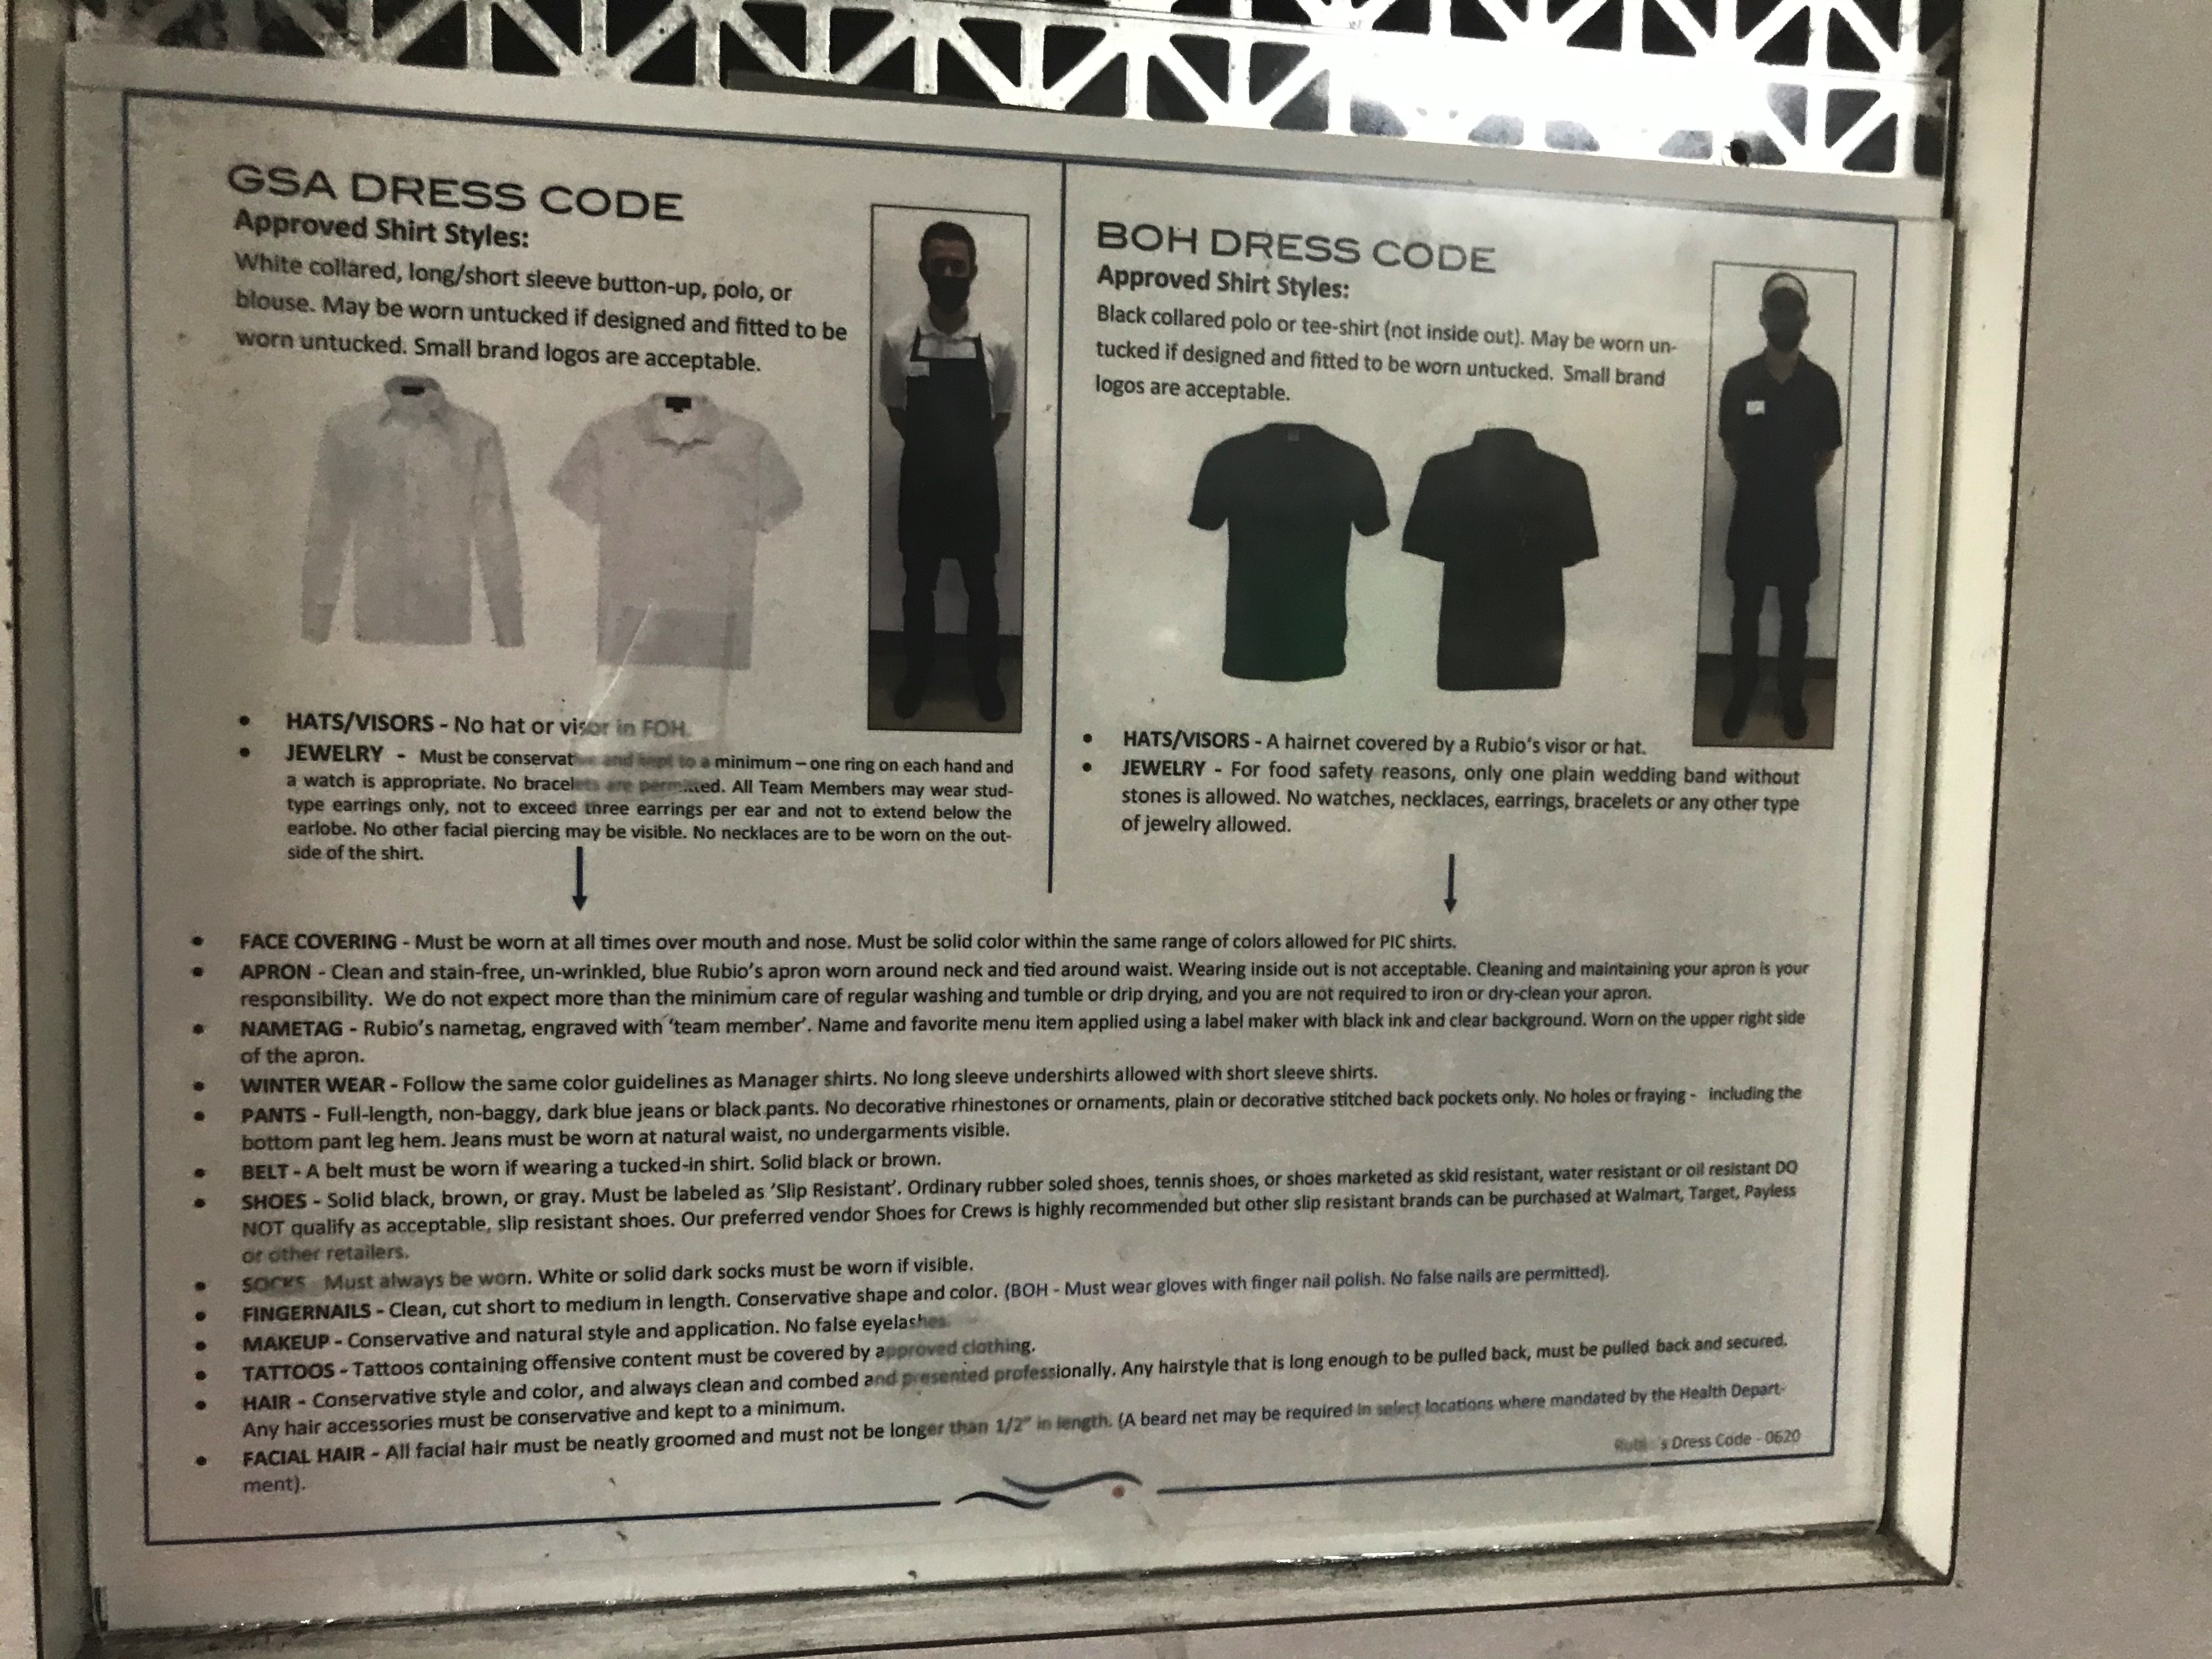 GSA DRESS CODE
Approved Shirt Styles:
White collared, long/short sleeve button-up, polo, or
blouse. May be worn untucked if designed and fitted to be
worn untucked. Small brand logos are acceptable.
• HATS/VISORS - No hat or visor in FOH.
• JEWELRY - Must be conservative and kept to a minimum – one ring on each hand and
a watch is appropriate. No bracelets are permitted. All Team Members may wear stud-
type earrings only, not to exceed three earrings per ear and not to extend below the
earlobe. No other facial piercing may be visible. No necklaces are to be worn on the out-
side of the shirt.
BOH DRESS CODE
Approved Shirt Styles:
Black collared polo or tee-shirt (not inside out). May be worn un-
tucked if designed and fitted to be worn untucked. Small brand
logos are acceptable.
• HATS/VISORS - A hairnet covered by a Rubio's visor or hat.
• JEWELRY - For food safety reasons, only one plain wedding band without
stones is allowed. No watches, necklaces, earrings, bracelets or any other type
of jewelry allowed.
• FACE COVERING - Must be worn at all times over mouth and nose. Must be solid color within the same range of colors allowed for PIC shirts.
• APRON - Clean and stain-free, un-wrinkled, blue Rubio's apron worn around neck and tied around waist. Wearing inside out is not acceptable. Cleaning and maintaining your apron is your
responsibility. We do not expect more than the minimum care of regular washing and tumble or drip drying, and you are not required to iron or dry-clean your apron.
• NAMETAG - Rubio's nametag, engraved with 'team member'. Name and favorite menu item applied using a label maker with black ink and clear background. Worn on the upper right side
of the apron.
• WINTER WEAR - Follow the same color guidelines as Manager shirts. No long sleeve undershirts allowed with short sleeve shirts.
• PANTS - Full-length, non-baggy, dark blue jeans or black pants. No decorative rhinestones or ornaments, plain or decorative stitched back pockets only. No holes or fraying - including the
bottom pant leg hem. Jeans must be worn at natural waist, no undergarments visible.
• BELT - A belt must be worn if wearing a tucked-in shirt. Solid black or brown.
• SHOES - Solid black, brown, or gray. Must be labeled as 'Slip Resistant'. Ordinary rubber soled shoes, tennis shoes, or shoes marketed as skid resistant, water resistant or oil resistant DO
NOT qualify as acceptable, slip resistant shoes. Our preferred vendor Shoes for Crews is highly recommended but other slip resistant brands can be purchased at Walmart, Target, Payless
or other retailers.
• SOCKS Must always be worn. White or solid dark socks must be worn if visible.
• FINGERNAILS - Clean, cut short to medium in length. Conservative shape and color. (BOH - Must wear gloves with finger nail polish. No false nails are permitted).
• MAKEUP - Conservative and natural style and application. No false eyelashes.
• TATTOOS - Tattoos containing offensive content must be covered by approved clothing.
• HAIR - Conservative style and color, and always clean and combed and presented professionally. Any hairstyle that is long enough to be pulled back, must be pulled back and secured.
Any hair accessories must be conservative and kept to a minimum.
• FACIAL HAIR - All facial hair must be neatly groomed and must not be longer than 1/2" in length. (A beard net may be required in select locations where mandated by the Health Depart-
ment).
Rubio's Dress Code - 0620